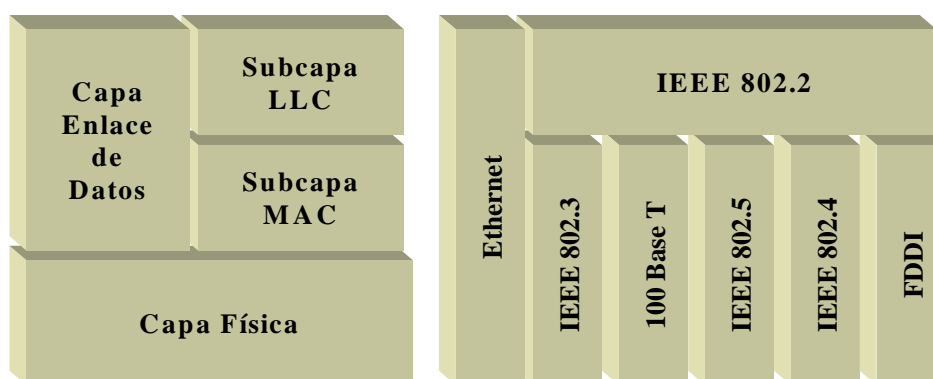 Capa
Enlace
de
Datos
Subcapa
LLC
Subcapa
MAC
Capa Física
Ethernet
IEEE 802.2
IEEE 802.3
100 Base T
IEEE 802.5
IEEE 802.4
FDDI